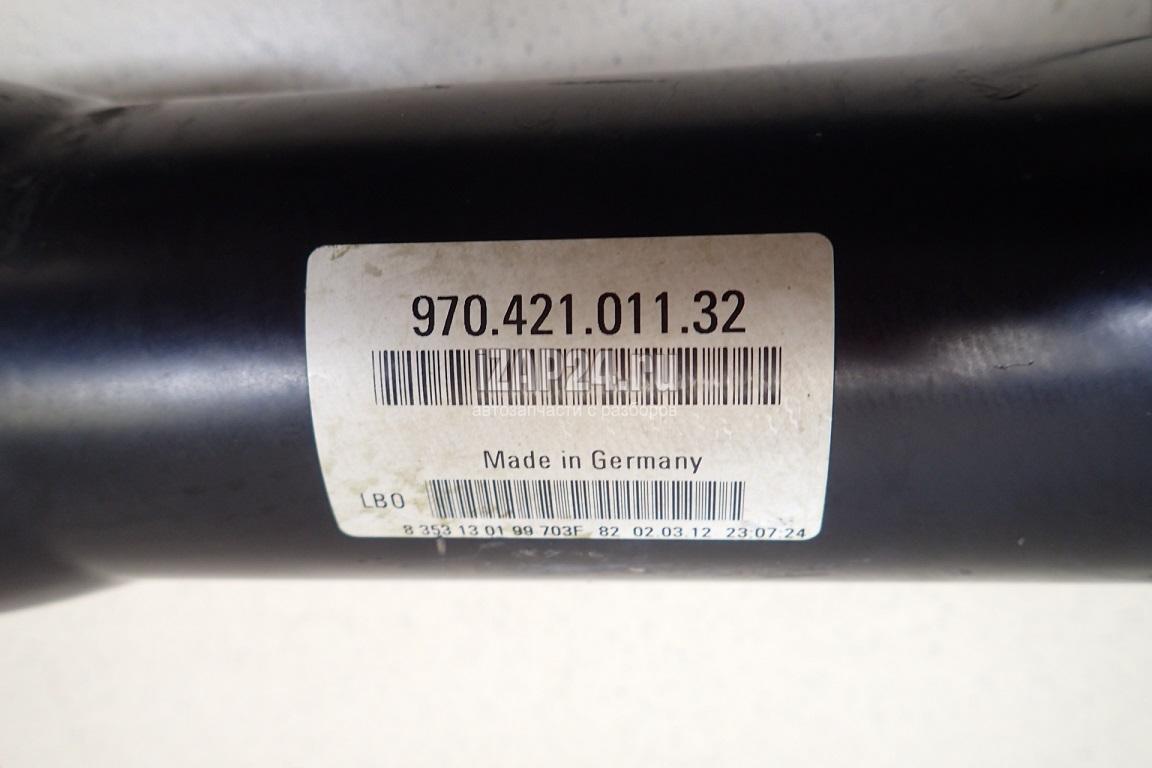 970.421.011.32
iZAP24.ru
автозапчасти с разборов
Made in Germany
LBO
8 353 13 01 99 703F 82 02.03.12 23:07:24